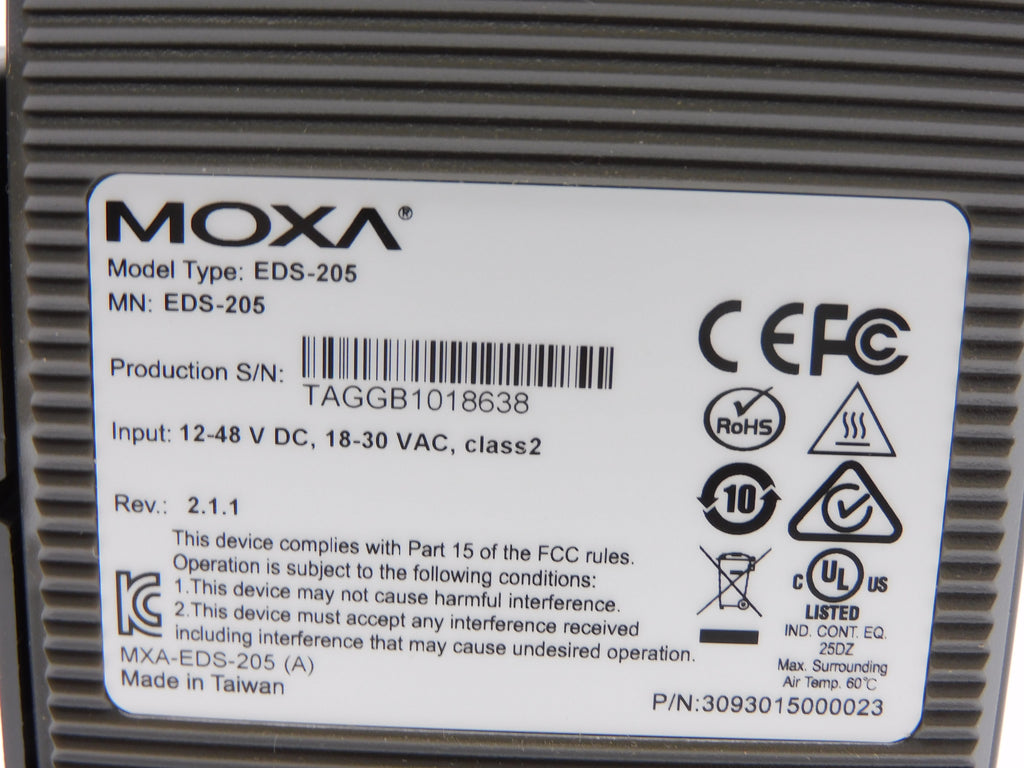 MOXA®
Model Type: EDS-205
MN: EDS-205
Production S/N:
TAGGB1018638
Input: 12-48 V DC, 18-30 VAC, class2
Rev.: 2.1.1
This device complies with Part 15 of the FCC rules.
Operation is subject to the following conditions:
1.This device may not cause harmful interference.
2.This device must accept any interference received
including interference that may cause undesired operation.
MXA-EDS-205 (A)
Made in Taiwan
CE FC
RoHS
10
C UL US
LISTED
IND. CONT. EQ.
25DZ
Max. Surrounding
Air Temp. 60℃
P/N:3093015000023